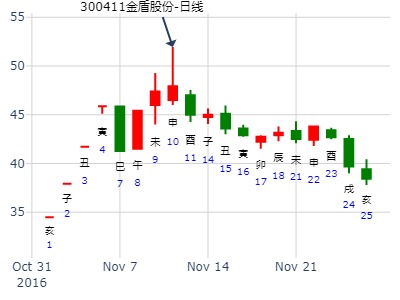 300411金盾股份-日线
55
50
45
40
35
亥 1
子 2
丑 3
寅 4
巳 7
午 8
未 9
申 10
酉 11
子 14
丑 15
寅 16
卯 17
辰 18
未 21
申 22
酉 23
戌 24
亥 25
Oct 31 Nov 7 Nov 14 Nov 21
2016